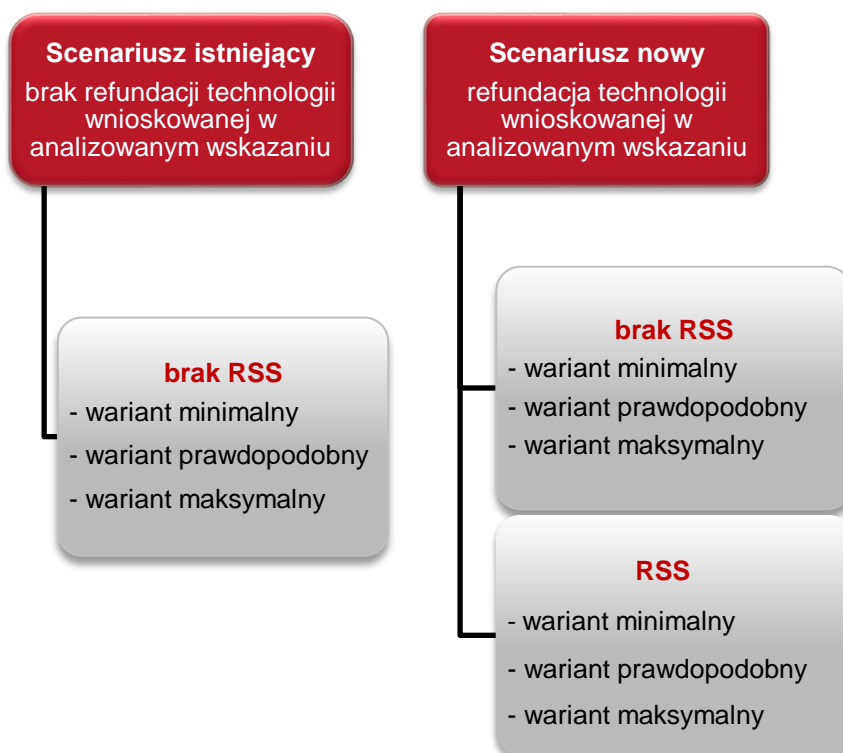 Scenariusz istniejący
brak refundacji technologii
wnioskowanej w
analizowanym wskazaniu
brak RSS
- wariant minimalny
- wariant prawdopodobny
- wariant maksymalny
Scenariusz nowy
refundacja technologii
wnioskowanej w
analizowanym wskazaniu
brak RSS
- wariant minimalny
- wariant prawdopodobny
- wariant maksymalny
RSS
- wariant minimalny
- wariant prawdopodobny
- wariant maksymalny